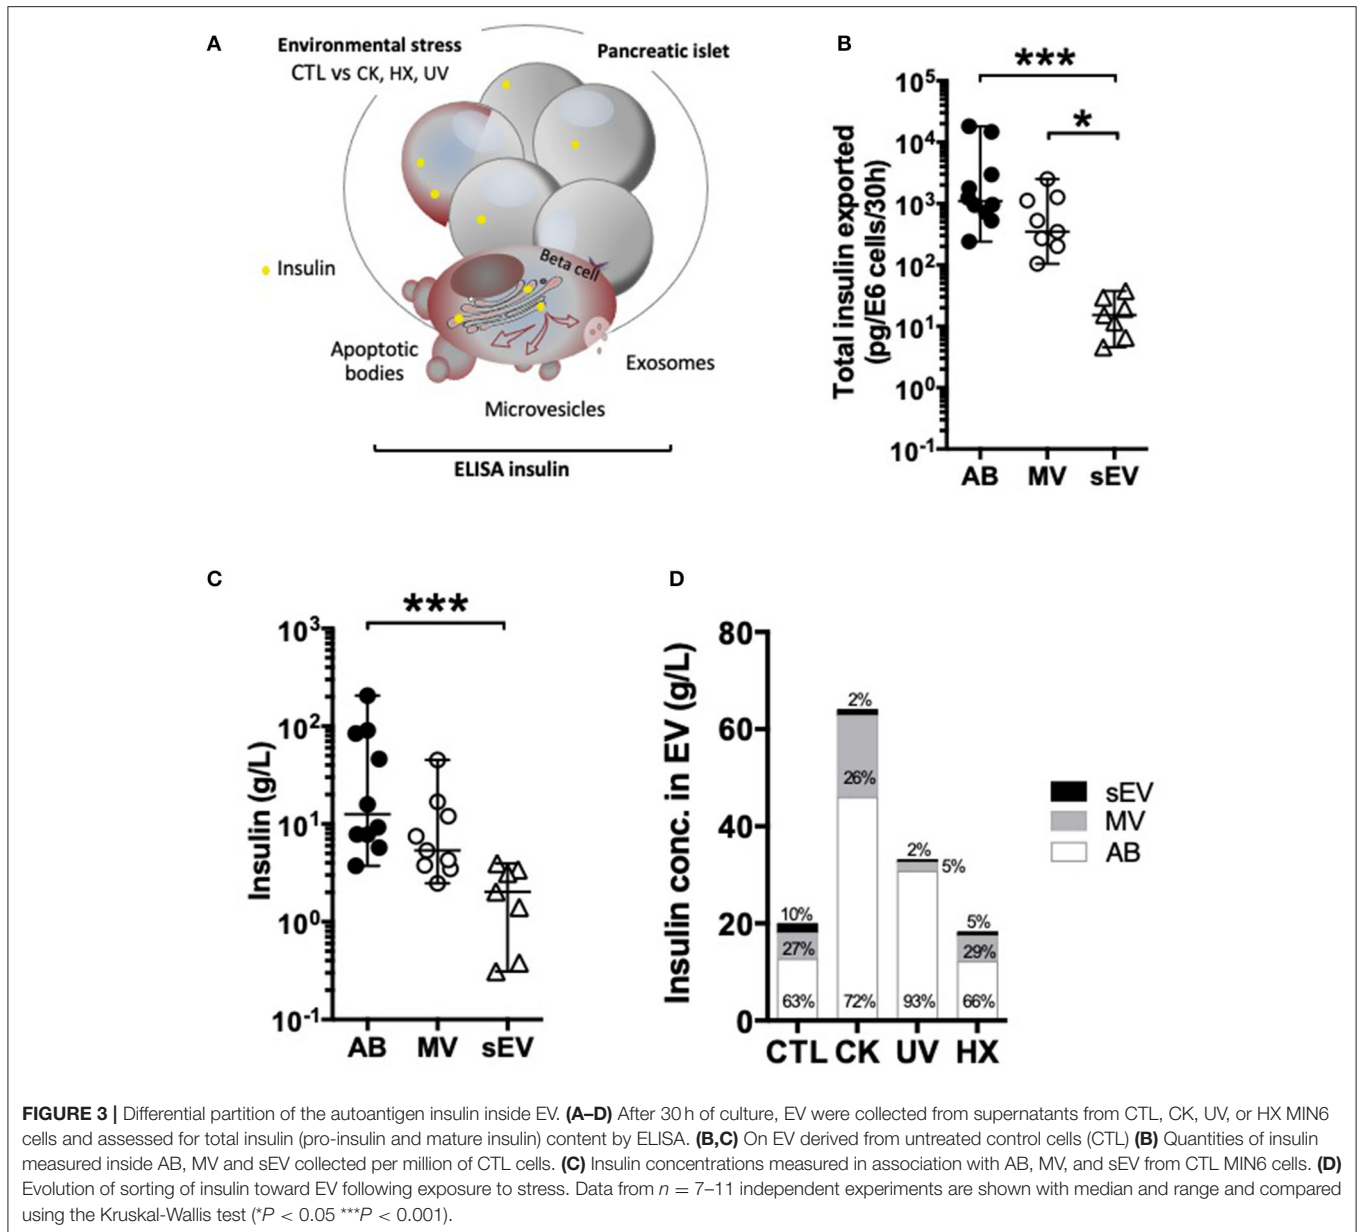 A
Environmental stress
CTL vs CK, HX, UV
Pancreatic islet
Insulin
Beta cell
Apoptotic
bodies
Exosomes
Microvesicles
ELISA insulin
B
***
*
Total insulin exported
(pg/E6 cells/30h)
10⁵
10⁴
10³
10²
10¹
10⁰
10⁻¹
AB MV sEV
C
***
Insulin (g/L)
10³
10²
10¹
10⁰
10⁻¹
AB MV sEV
D
Insulin conc. in EV (g/L)
80
60
40
20
0
10%
27%
63%
2%
26%
72%
2%
5%
93%
5%
29%
66%
CTL CK UV HX
sEV
MV
AB
FIGURE 3 | Differential partition of the autoantigen insulin inside EV. (A–D) After 30 h of culture, EV were collected from supernatants from CTL, CK, UV, or HX MIN6
cells and assessed for total insulin (pro-insulin and mature insulin) content by ELISA. (B,C) On EV derived from untreated control cells (CTL) (B) Quantities of insulin
measured inside AB, MV and sEV collected per million of CTL cells. (C) Insulin concentrations measured in association with AB, MV, and sEV from CTL MIN6 cells. (D)
Evolution of sorting of insulin toward EV following exposure to stress. Data from n = 7–11 independent experiments are shown with median and range and compared
using the Kruskal-Wallis test (*P < 0.05 ***P < 0.001).